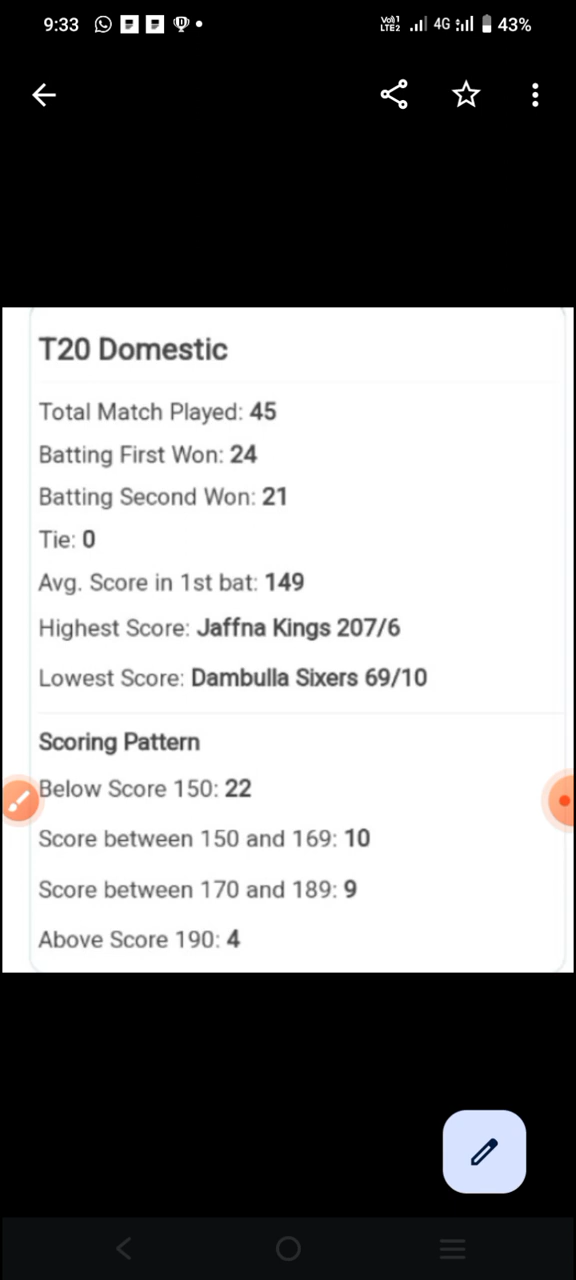 9:33 Vo)) 1 LTE2 4G 43%
T20 Domestic
Total Match Played: 45
Batting First Won: 24
Batting Second Won: 21
Tie: 0
Avg. Score in 1st bat: 149
Highest Score: Jaffna Kings 207/6
Lowest Score: Dambulla Sixers 69/10
Scoring Pattern
Below Score 150: 22
Score between 150 and 169: 10
Score between 170 and 189: 9
Above Score 190: 4